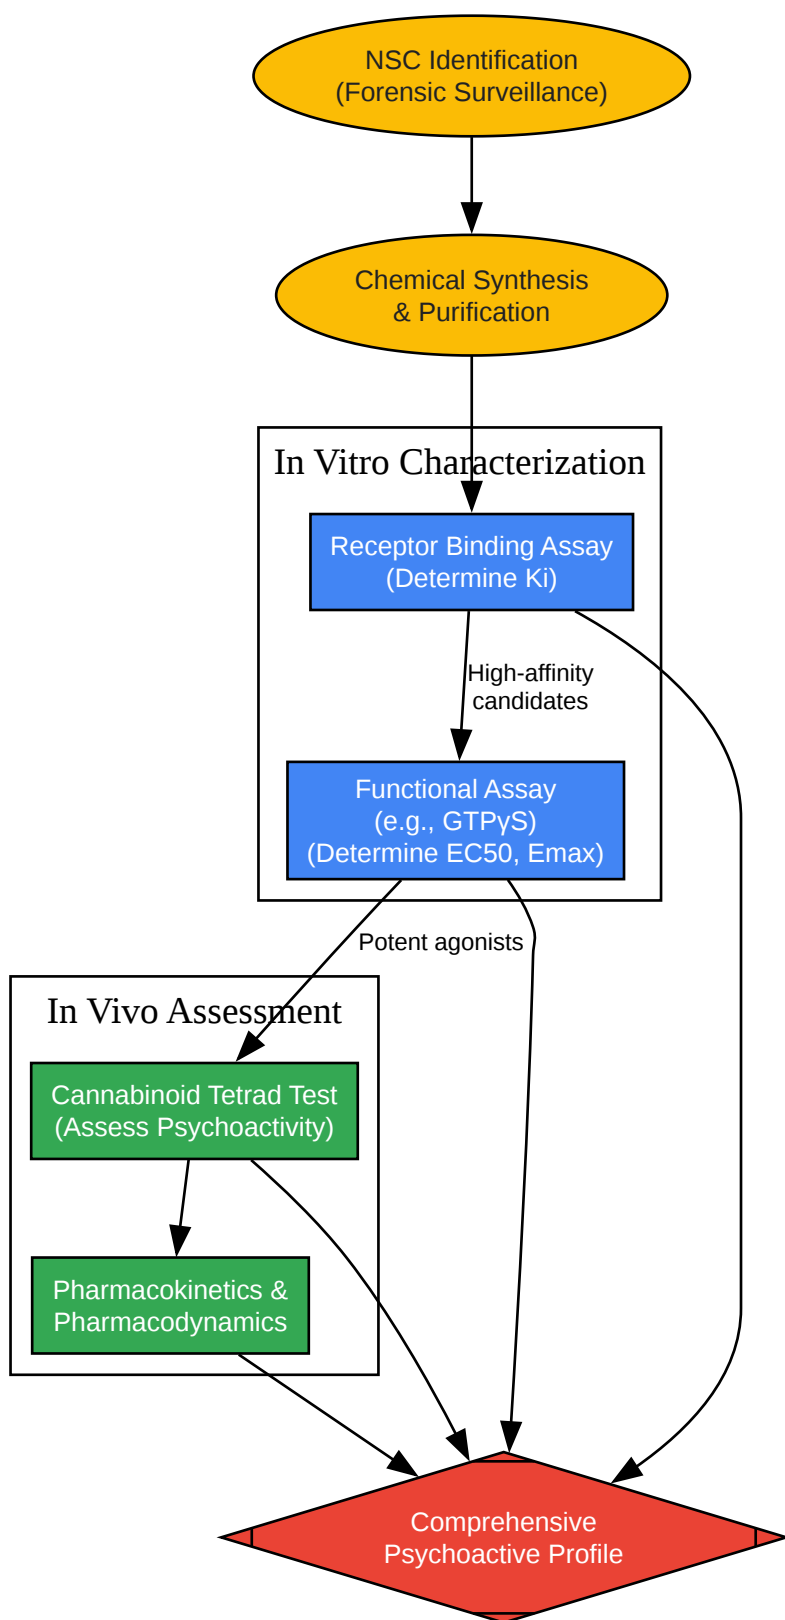 NSC Identification
(Forensic Surveillance)
Chemical Synthesis
& Purification
In Vitro Characterization
Receptor Binding Assay
(Determine Ki)
High-affinity
candidates
Functional Assay
(e.g., GTPγS)
(Determine EC50, Emax)
Potent agonists
In Vivo Assessment
Cannabinoid Tetrad Test
(Assess Psychoactivity)
Pharmacokinetics &
Pharmacodynamics
Comprehensive
Psychoactive Profile